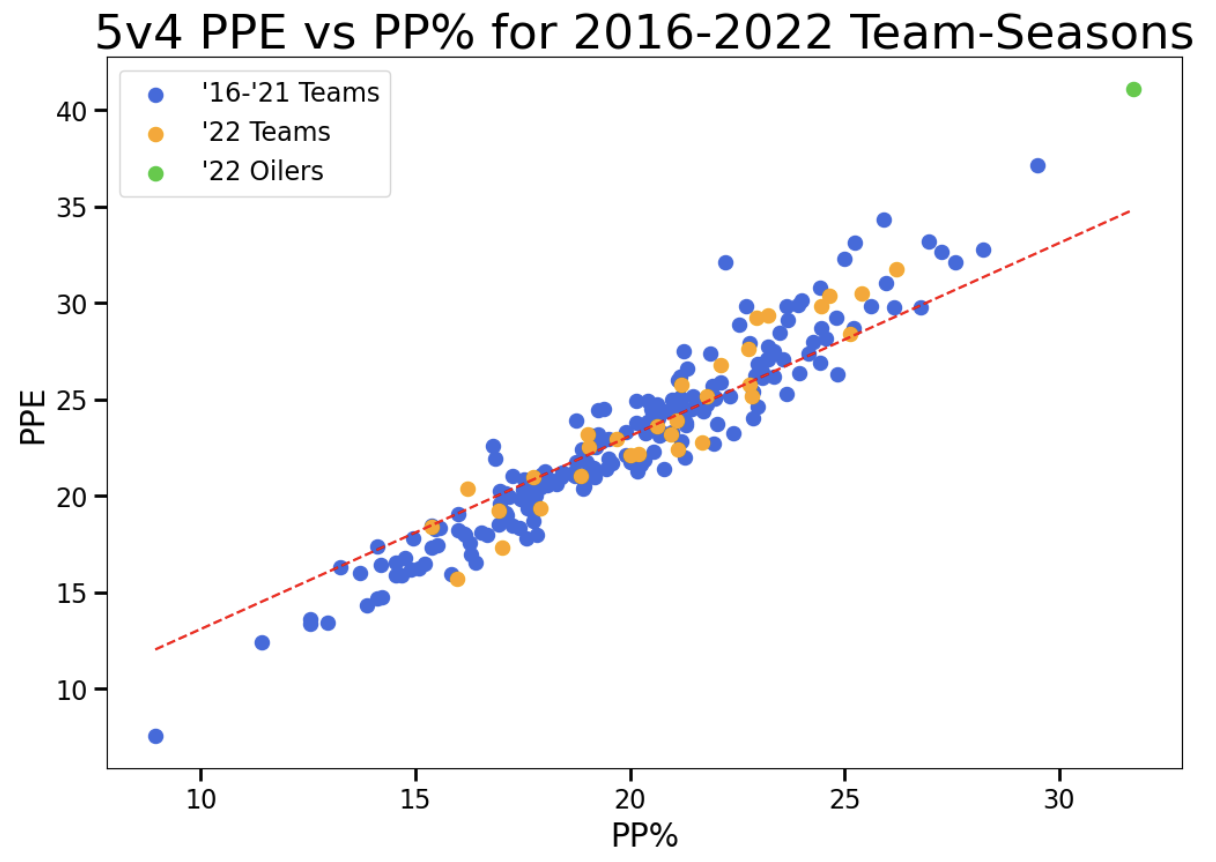 5v4 PPE vs PP% for 2016-2022 Team-Seasons
'16-'21 Teams
'22 Teams
'22 Oilers
PPE
40
35
30
25
20
15
10
10 15 20 25 30
PP%